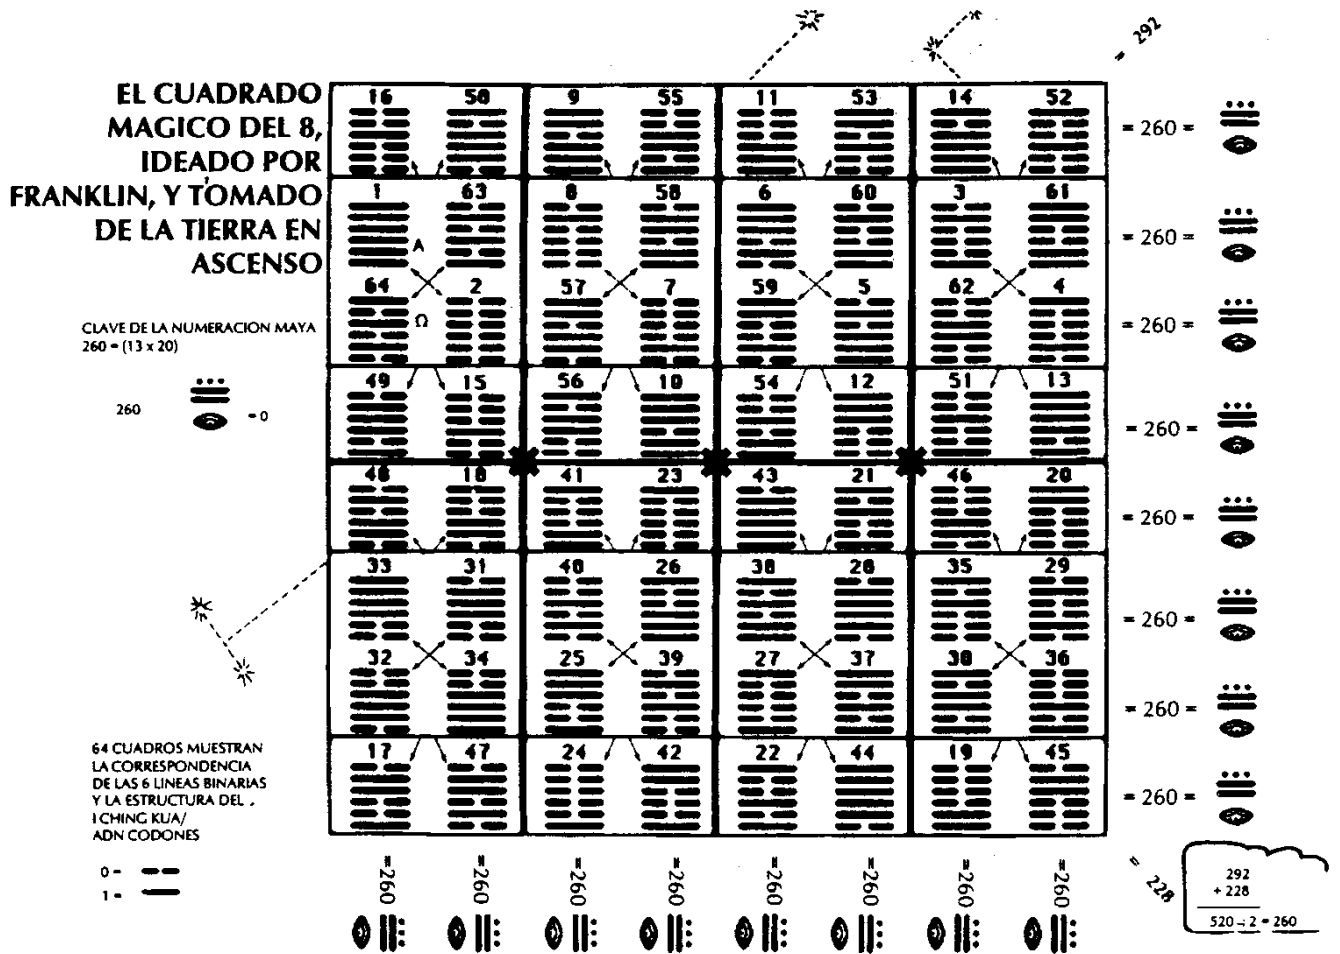 = 292
EL CUADRADO
MAGICO DEL 8,
IDEADO POR
FRANKLIN, Y TOMADO
DE LA TIERRA EN
ASCENSO
CLAVE DE LA NUMERACION MAYA
260 = (13 x 20)
260 = 0
16 50 9 55 11 53 14 52 = 260 =
1 63 8 58 6 60 3 61 = 260 =
A
64 2 57 7 59 5 62 4 = 260 =
Ω
49 15 56 10 54 12 51 13 = 260 =
48 18 41 23 43 21 46 20 = 260 =
33 31 40 26 38 28 35 29 = 260 =
32 34 25 39 27 37 30 36 = 260 =
17 47 24 42 22 44 19 45 = 260 =
64 CUADROS MUESTRAN
LA CORRESPONDENCIA
DE LAS 6 LINEAS BINARIAS
Y LA ESTRUCTURA DEL
I CHING KUA/
ADN CODONES
0 =
1 =
=260 =260 =260 =260 =260 =260 =260 =260
= 228
292
+ 228
520 ÷ 2 = 260